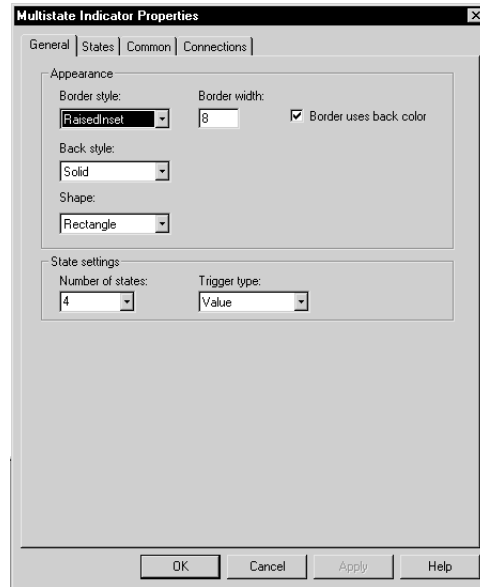 Multistate Indicator Properties
General States Common Connections
Appearance
Border style: Border width:
RaisedInset 8 Border uses back color
Back style:
Solid
Shape:
Rectangle
State settings
Number of states: Trigger type:
4 Value
OK Cancel Apply Help